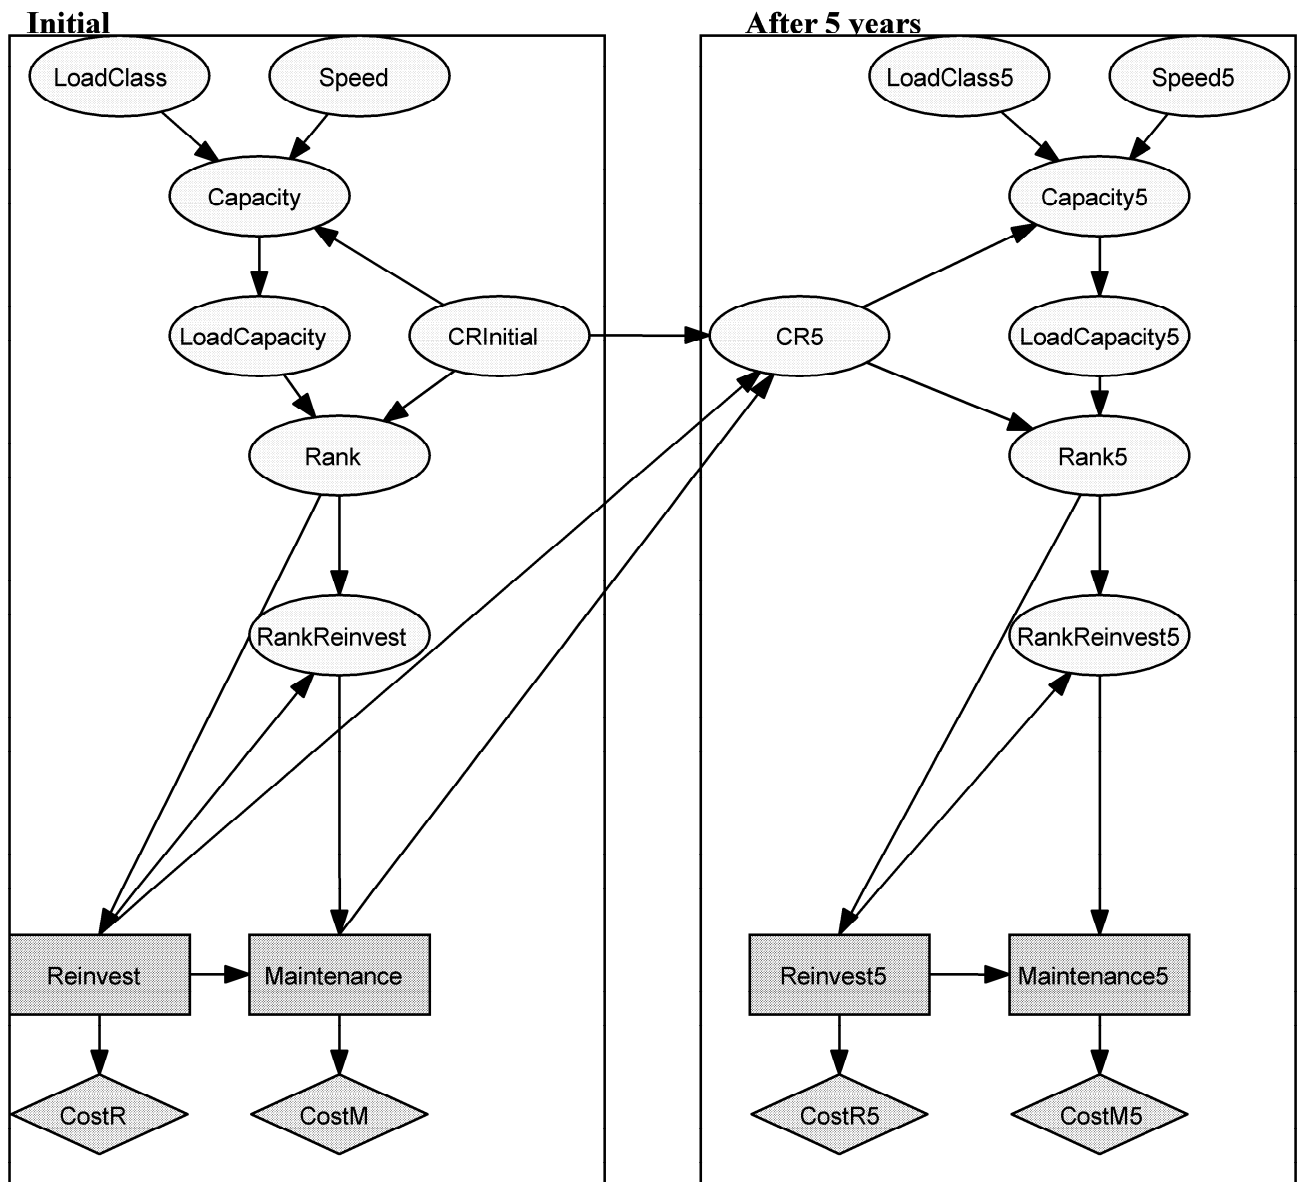 Initial
After 5 years
LoadClass
Speed
LoadClass5
Speed5
Capacity
Capacity5
LoadCapacity
CRInitial
CR5
LoadCapacity5
Rank
Rank5
RankReinvest
RankReinvest5
Reinvest
Maintenance
Reinvest5
Maintenance5
CostR
CostM
CostR5
CostM5